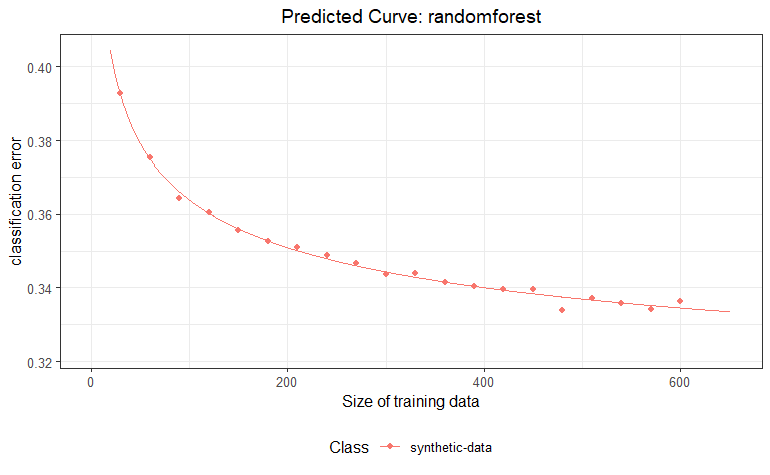 Predicted Curve: randomforest
classification error
0.40
0.38
0.36
0.34
0.32
0
200
400
600
Size of training data
Class
synthetic-data